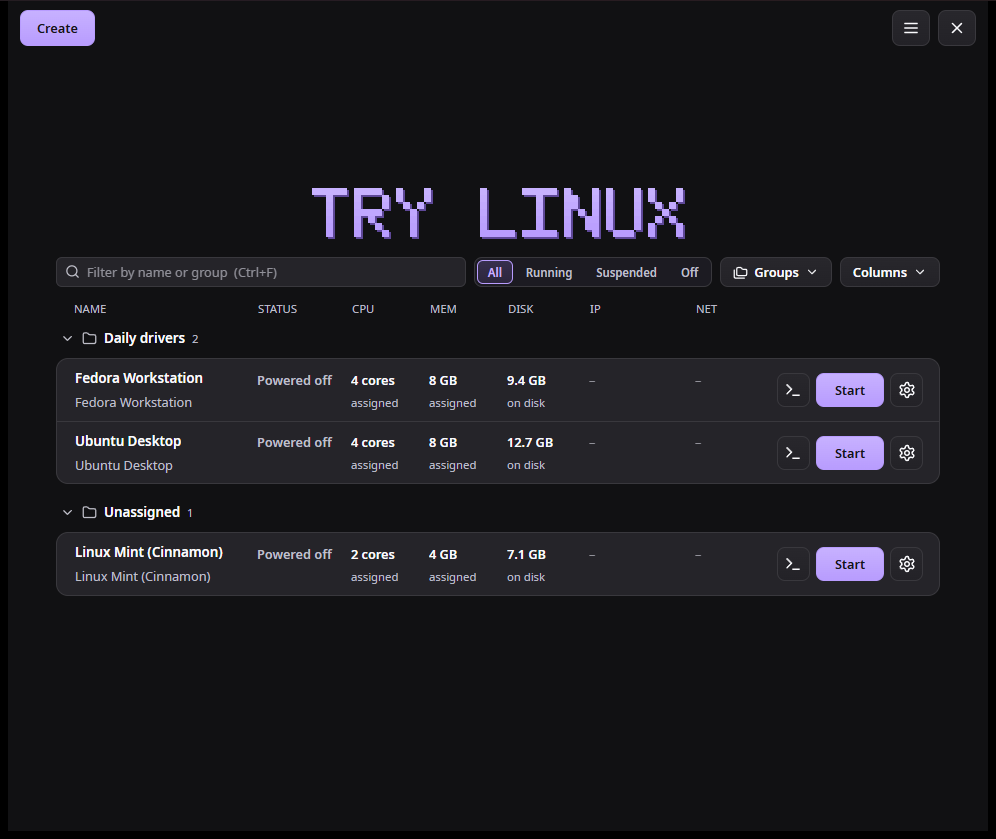 Create
TRY LINUX
Filter by name or group (Ctrl+F) All Running Suspended Off Groups Columns
NAME STATUS CPU MEM DISK IP NET
Daily drivers 2
Fedora Workstation Powered off 4 cores 8 GB 9.4 GB – – Start
Fedora Workstation assigned assigned on disk
Ubuntu Desktop Powered off 4 cores 8 GB 12.7 GB – – Start
Ubuntu Desktop assigned assigned on disk
Unassigned 1
Linux Mint (Cinnamon) Powered off 2 cores 4 GB 7.1 GB – – Start
Linux Mint (Cinnamon) assigned assigned on disk